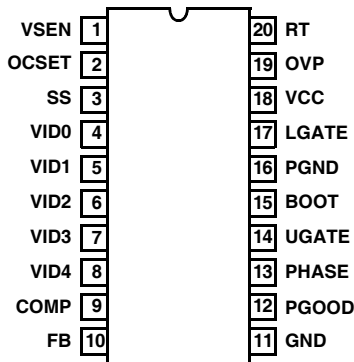 VSEN 1 20 RT
OCSET 2 19 OVP
SS 3 18 VCC
VID0 4 17 LGATE
VID1 5 16 PGND
VID2 6 15 BOOT
VID3 7 14 UGATE
VID4 8 13 PHASE
COMP 9 12 PGOOD
FB 10 11 GND